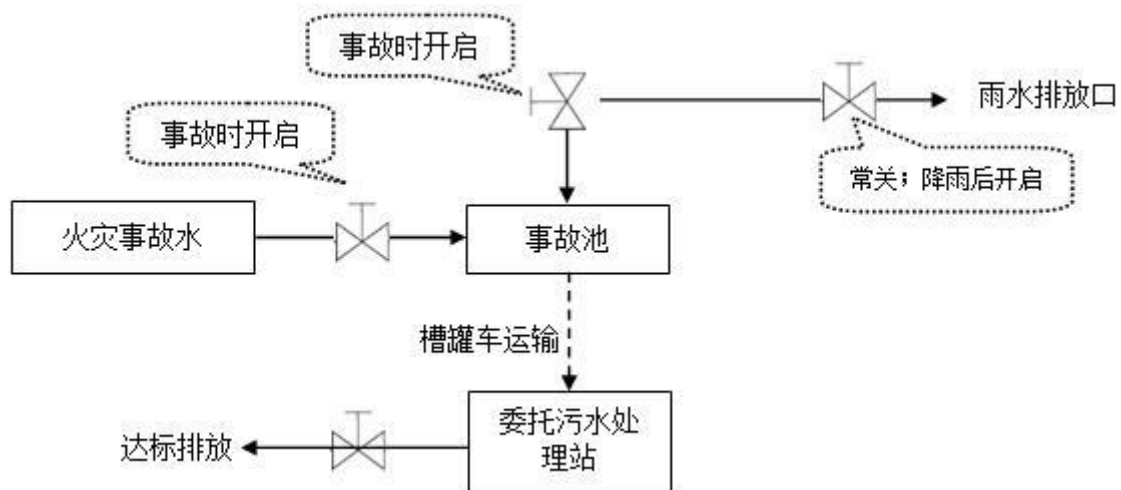 事故时开启
雨水排放口
事故时开启
常关；降雨后开启
火灾事故水
事故池
槽罐车运输
委托污水处
理站
达标排放